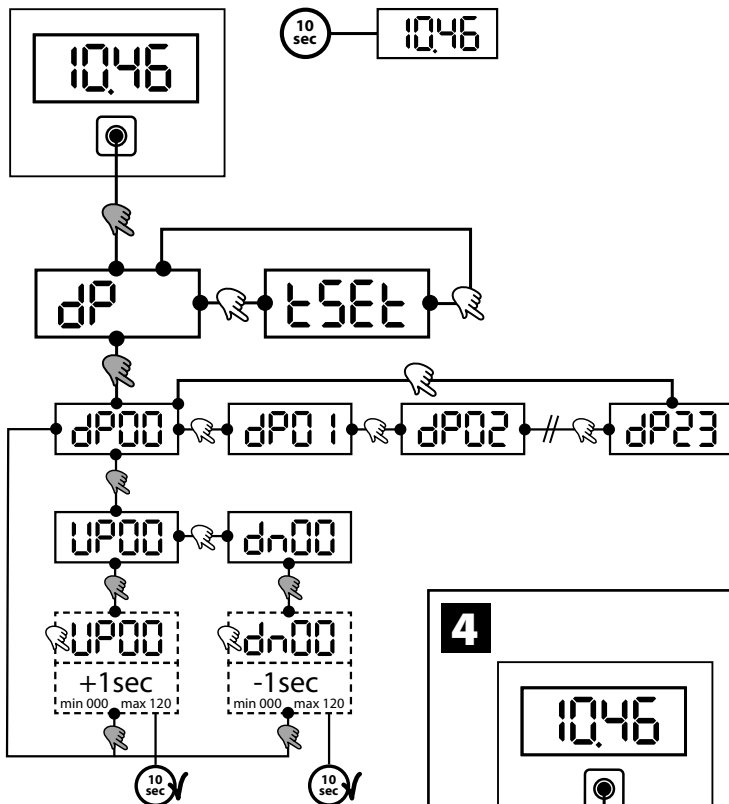 10.46
10 sec
10.46
dP
tSEt
dP00
dP01
dP02
//
dP23
UP00
dn00
UP00
dn00
+1sec
-1sec
min 000 max 120
min 000 max 120
10 sec
10 sec
4
10.46